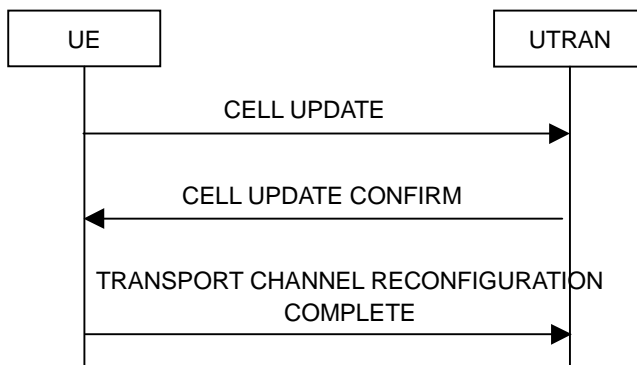 UE
UTRAN
CELL UPDATE
CELL UPDATE CONFIRM
TRANSPORT CHANNEL RECONFIGURATION
COMPLETE